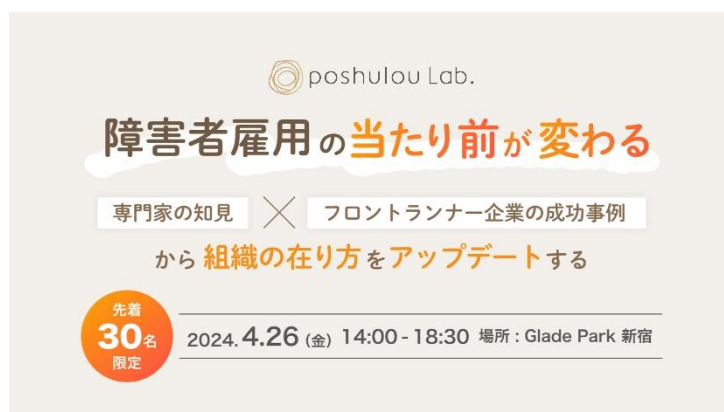 poshulou Lab.
障害者雇用の当たり前が変わる
専門家の知見 × フロントランナー企業の成功事例
から組織の在り方をアップデートする
先着
30名
限定
2024.4.26(金) 14:00-18:30 場所:Glade Park 新宿